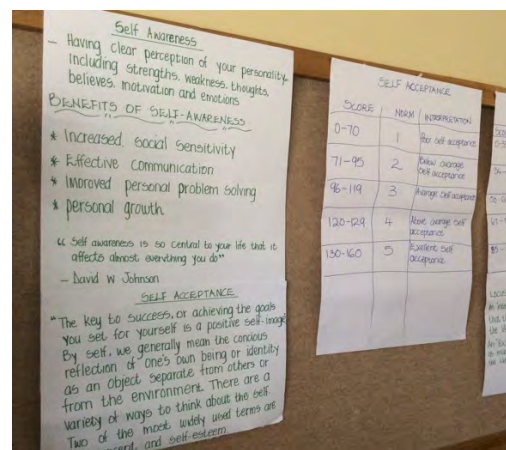 Self Awareness
- Having clear perception of your personality
including strengths, weakness, thoughts,
believes, motivation and emotions
BENEFITS OF SELF-AWARENESS
* Increased social sensitivity
* Effective communication
* Improved personal problem solving
* personal growth
" Self awareness is so central to your life that it
affects almost everything you do"
- David W Johnson
SELF ACCEPTANCE
"The key to success, or achieving the goals
you set for yourself is a positive self-image
By self, we generally mean the concious
reflection of one's own being or identity
as an object separate from others or
from the environment. There are a
variety of ways to think about the self
Two of the most widely used terms are
and self-esteem
SELF ACCEPTANCE
SCORE NORM INTERPRETATION
0-70 1 Poor self acceptance
71-95 2 Below average
self acceptance
96-119 3 Average self acceptance
120-129 4 Above average self
acceptance
130-160 5 Excellent self
acceptance